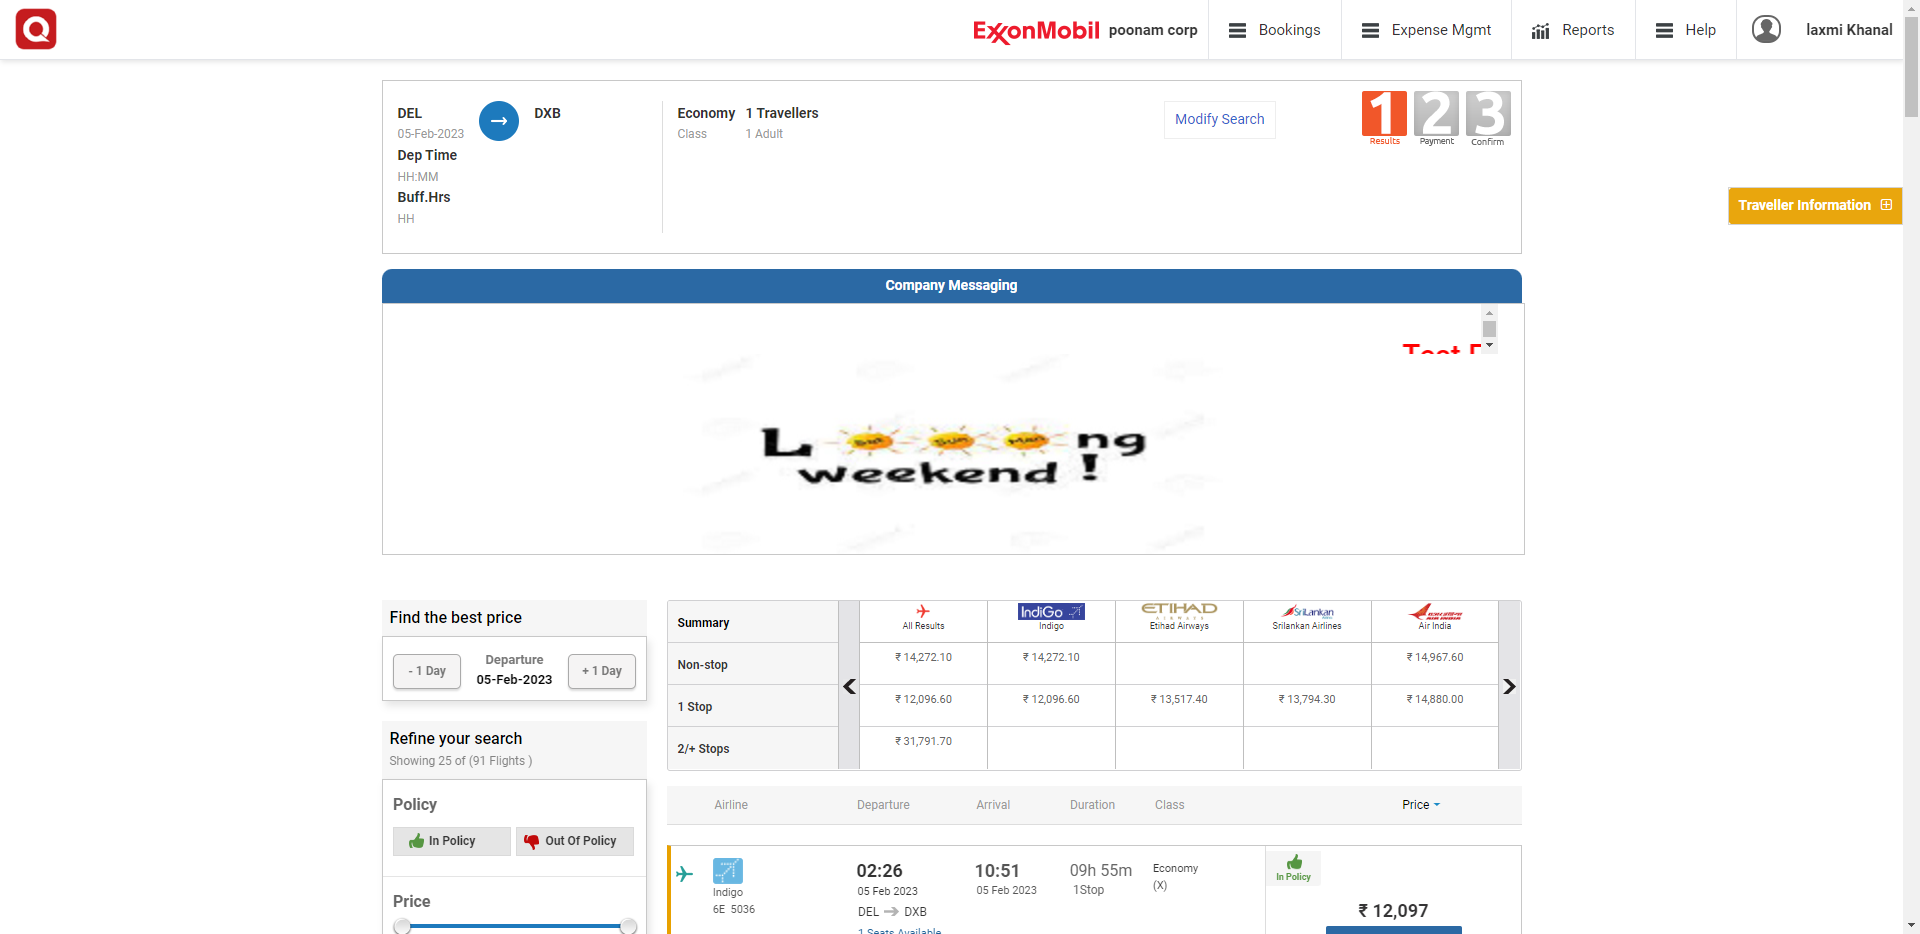 ExxonMobil poonam corp Bookings Expense Mgmt Reports Help laxmi Khanal
DEL DXB Economy 1 Travellers Modify Search 1 2 3
05-Feb-2023 Class 1 Adult Results Payment Confirm
Dep Time
HH:MM
Buff.Hrs
HH
Traveller Information
Company Messaging
L Sat Sun Mon ng
weekend !
Find the best price
- 1 Day Departure + 1 Day
05-Feb-2023
Refine your search
Showing 25 of (91 Flights )
Policy
In Policy Out Of Policy
Price
Summary All Results IndiGo Indigo ETIHAD AIRWAYS Etihad Airways SriLankan Srilankan Airlines AIR INDIA Air India
Non-stop ₹ 14,272.10 ₹ 14,272.10 ₹ 14,967.60
1 Stop ₹ 12,096.60 ₹ 12,096.60 ₹ 13,517.40 ₹ 13,794.30 ₹ 14,880.00
2/+ Stops ₹ 31,791.70
Airline Departure Arrival Duration Class Price
02:26 10:51 09h 55m Economy
Indigo 05 Feb 2023 05 Feb 2023 1Stop (X) In Policy
6E 5036 DEL DXB ₹ 12,097
1 Seats Available